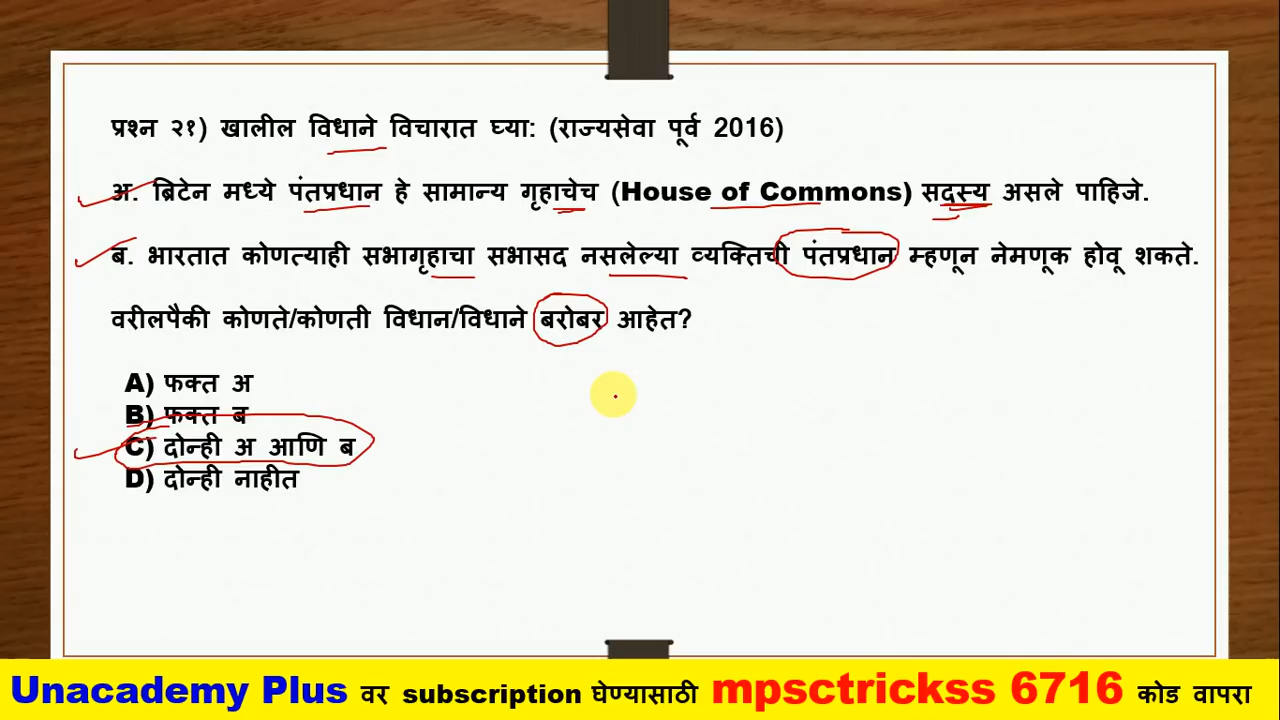 प्रश्न २१) खालील विधाने विचारात घ्या: (राज्यसेवा पूर्व 2016)
अ. ब्रिटेन मध्ये पंतप्रधान हे सामान्य गृहाचेच (House of Commons) सदस्य असले पाहिजे.
ब. भारतात कोणत्याही सभागृहाचा सभासद नसलेल्या व्यक्तिची पंतप्रधान म्हणून नेमणूक होवू शकते.
वरीलपैकी कोणते/कोणती विधान/विधाने बरोबर आहेत?
A) फक्त अ
B) फक्त ब
C) दोन्ही अ आणि ब
D) दोन्ही नाहीत
Unacademy Plus वर subscription घेण्यासाठी mpsctrickss 6716 कोड वापरा